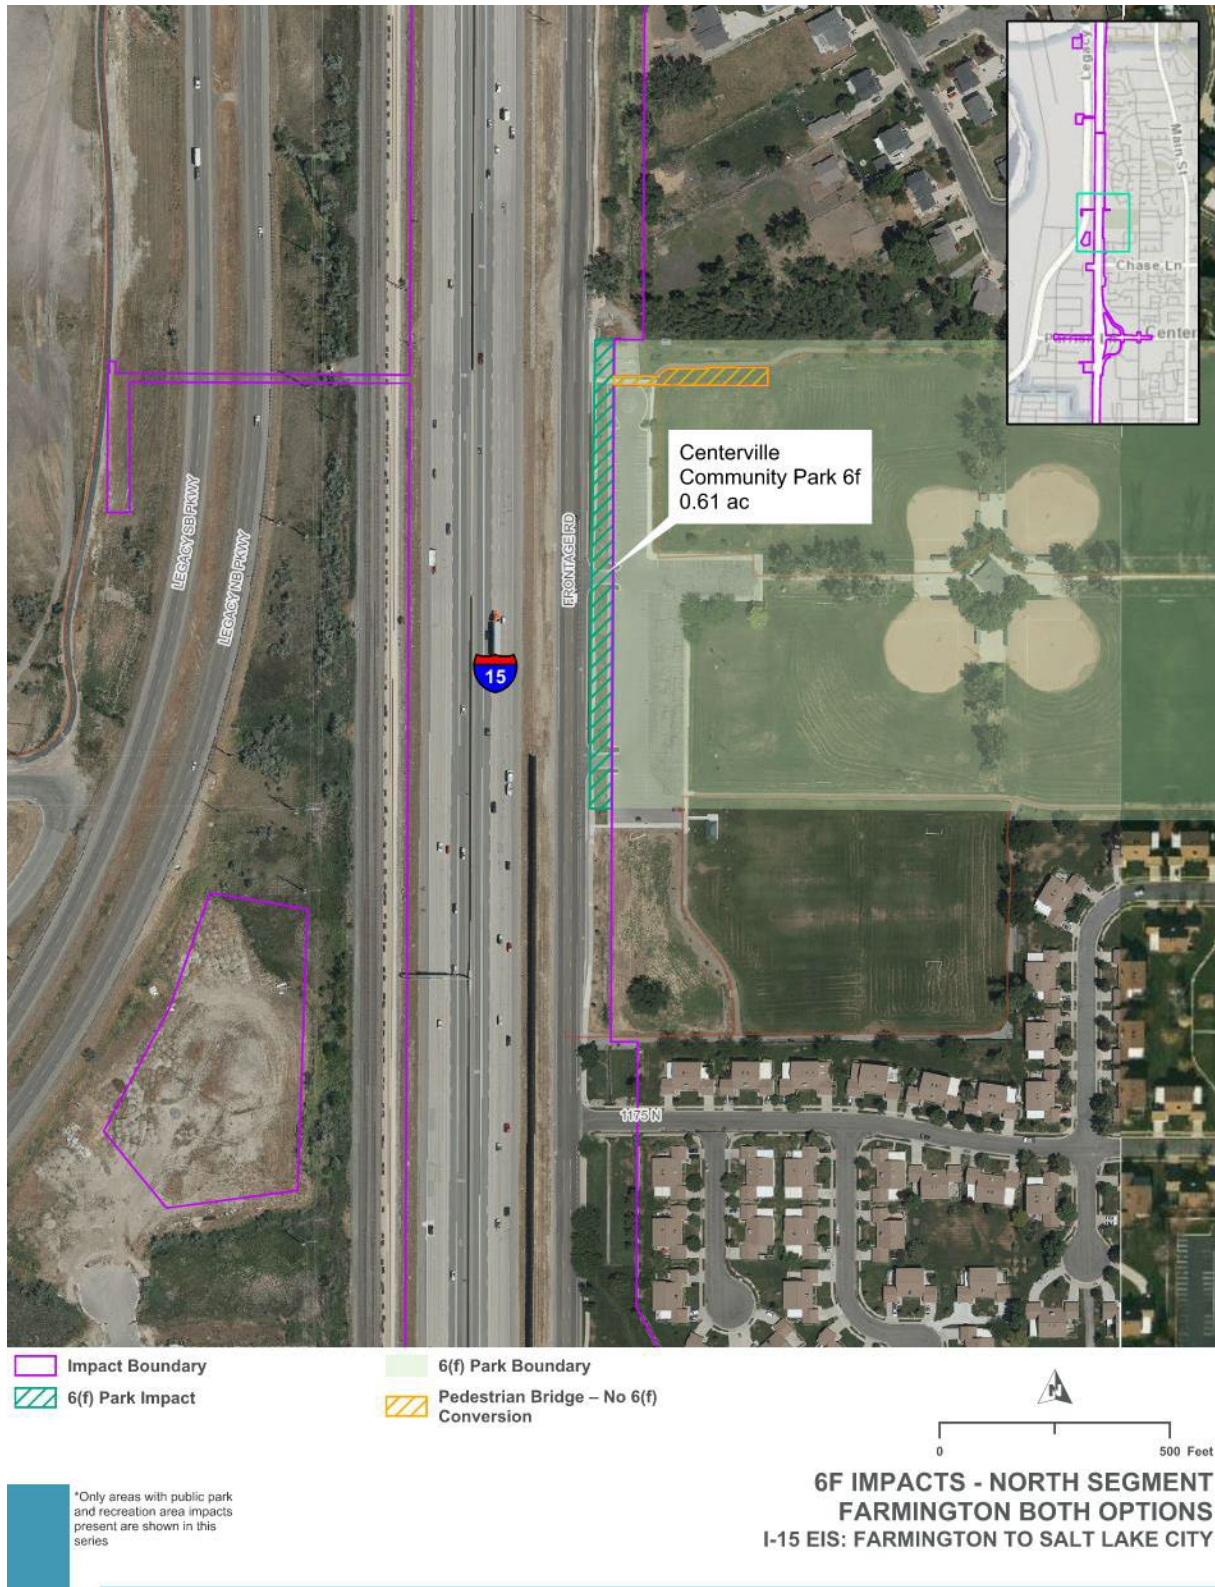 Legacy
Main St
Chase Ln
Center
Centerville
Community Park 6f
0.61 ac
LEGACY SB PKWY
LEGACY NB PKWY
FRONTAGE RD
15
1175 N
Impact Boundary
6(f) Park Impact
6(f) Park Boundary
Pedestrian Bridge – No 6(f)
Conversion
N
0 500 Feet
6F IMPACTS - NORTH SEGMENT
FARMINGTON BOTH OPTIONS
I-15 EIS: FARMINGTON TO SALT LAKE CITY
*Only areas with public park
and recreation area impacts
present are shown in this
series